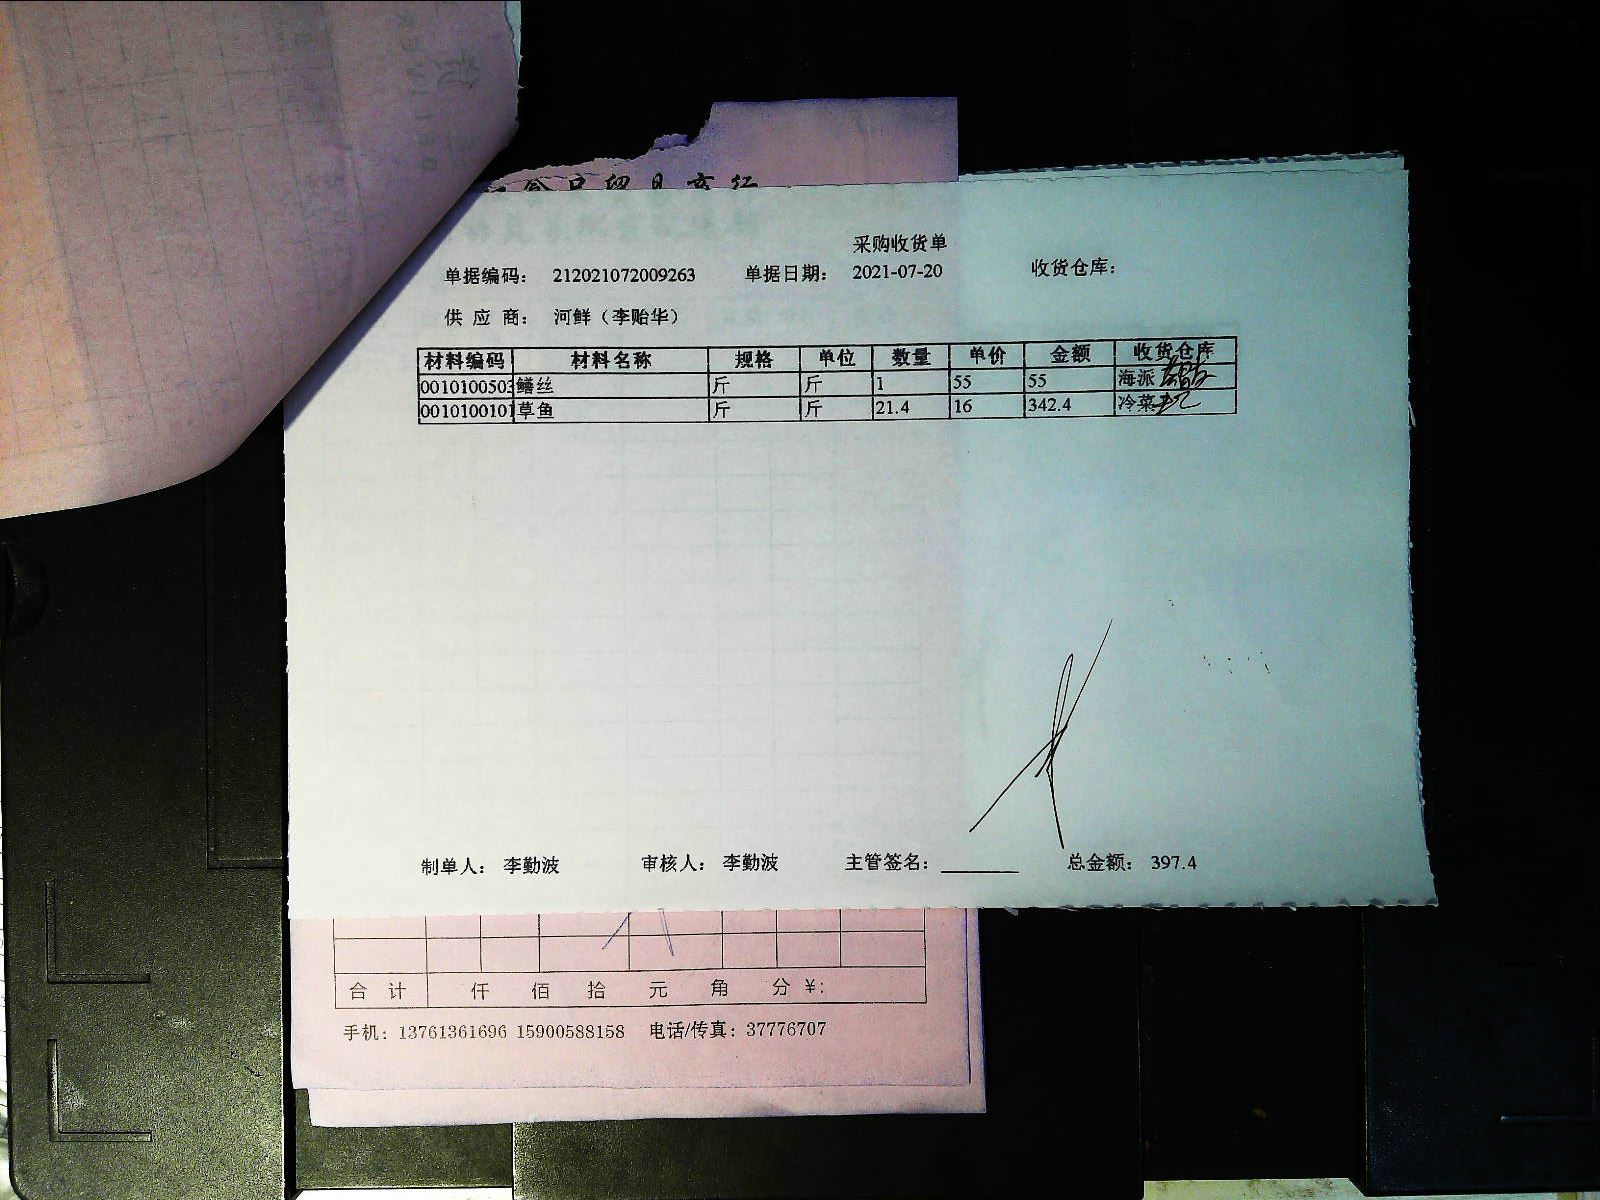 采购收货单
单据编码: 212021072009263 单据日期: 2021-07-20 收货仓库:
供 应 商: 河鲜（李贻华）
材料编码 材料名称 规格 单位 数量 单价 金额 收货仓库
0010100503 鳝丝 斤 斤 1 55 55 海派
0010100101 草鱼 斤 斤 21.4 16 342.4 冷菜
制单人: 李勤波 审核人: 李勤波 主管签名: 总金额: 397.4
合 计 仟 佰 拾 元 角 分 ¥:
手机: 13761361696 15900588158 电话/传真: 37776707